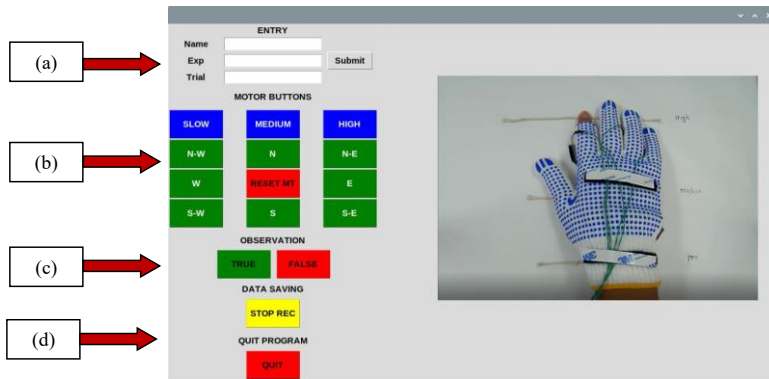 ENTRY
Name
(a)
Exp
Submit
Trial
MOTOR BUTTONS
SLOW
MEDIUM
HIGH
N-W
N
N-E
(b)
W
RESET MT
E
S-W
S
S-E
OBSERVATION
(c)
TRUE
FALSE
DATA SAVING
STOP REC
(d)
QUIT PROGRAM
QUIT
High
medium